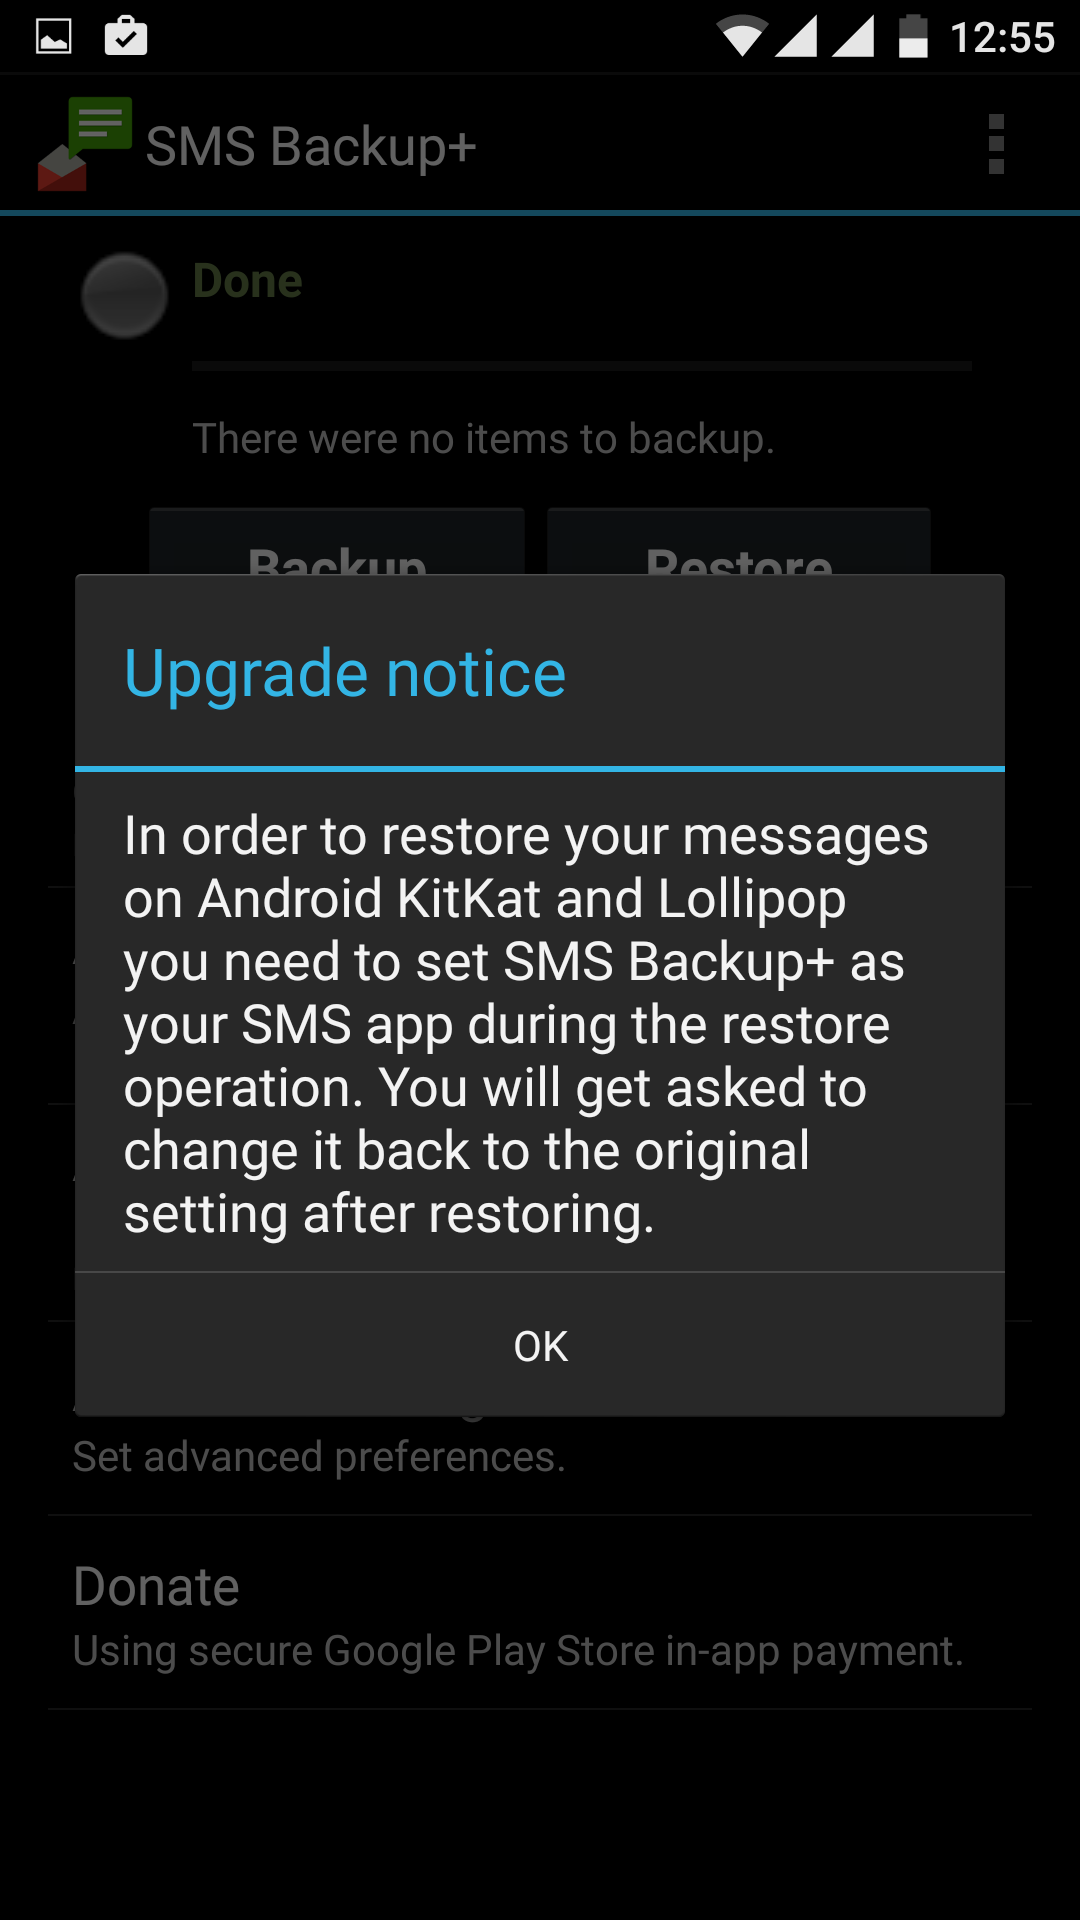 12:55
SMS Backup+
Done
There were no items to backup.
Backup Restore
Upgrade notice
In order to restore your messages
on Android KitKat and Lollipop
you need to set SMS Backup+ as
your SMS app during the restore
operation. You will get asked to
change it back to the original
setting after restoring.
OK
Set advanced preferences.
Donate
Using secure Google Play Store in-app payment.